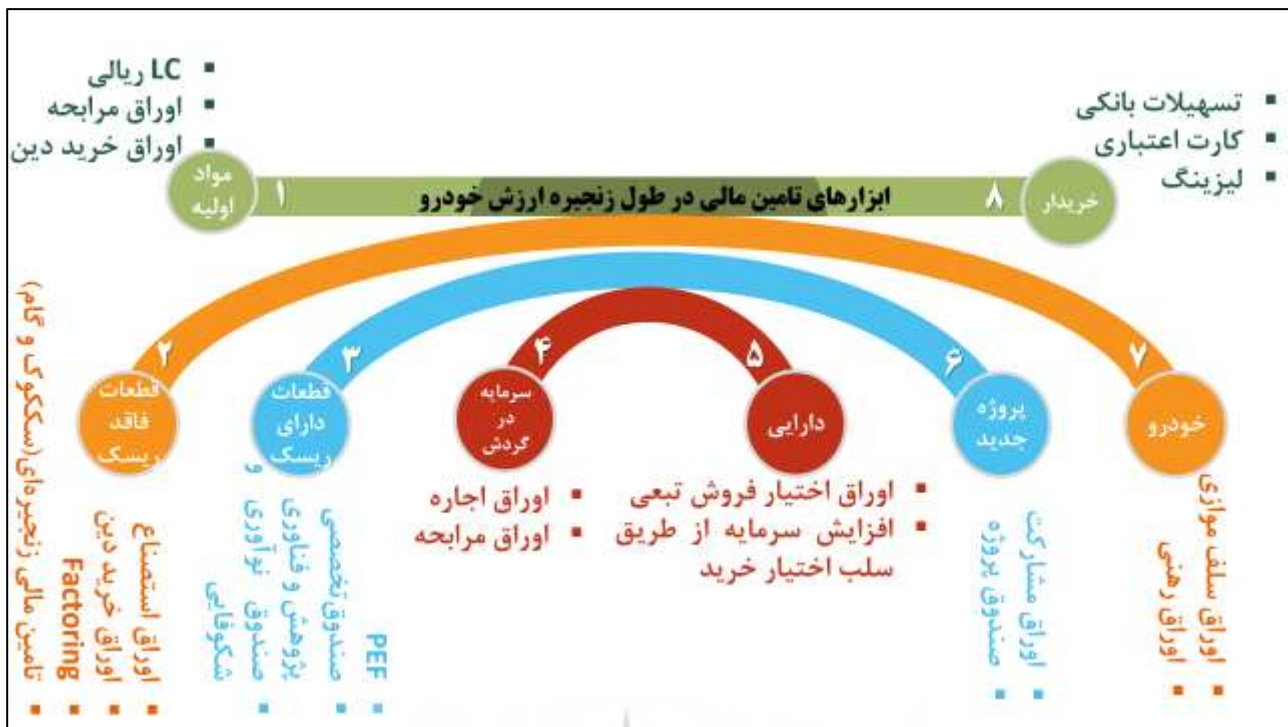 ابزارهای تامین مالی در طول زنجیره ارزش خودرو
۱
مواد
اولیه
▪ LC ریالی
▪ اوراق مرابحه
▪ اوراق خرید دین
۲
قطعات
فاقد
ریسک
▪ اوراق استصناع
▪ اوراق خرید دین
▪ Factoring
▪ تامین مالی زنجیره‌ای(سککوک و گام)
۳
قطعات
دارای
ریسک
▪ PEF
▪ صندوق تخصصی
پژوهش و فناوری
▪ صندوق نوآوری و
شکوفایی
۴
سرمایه
در
گردش
▪ اوراق اجاره
▪ اوراق مرابحه
۵
دارایی
▪ اوراق اختیار فروش تبعی
▪ افزایش سرمایه از طریق
سلب اختیار خرید
۶
پروژه
جدید
▪ اوراق مشارکت
▪ صندوق پروژه
۷
خودرو
▪ اوراق سلف موازی
▪ اوراق رهنی
۸
خریدار
▪ تسهیلات بانکی
▪ کارت اعتباری
▪ لیزینگ